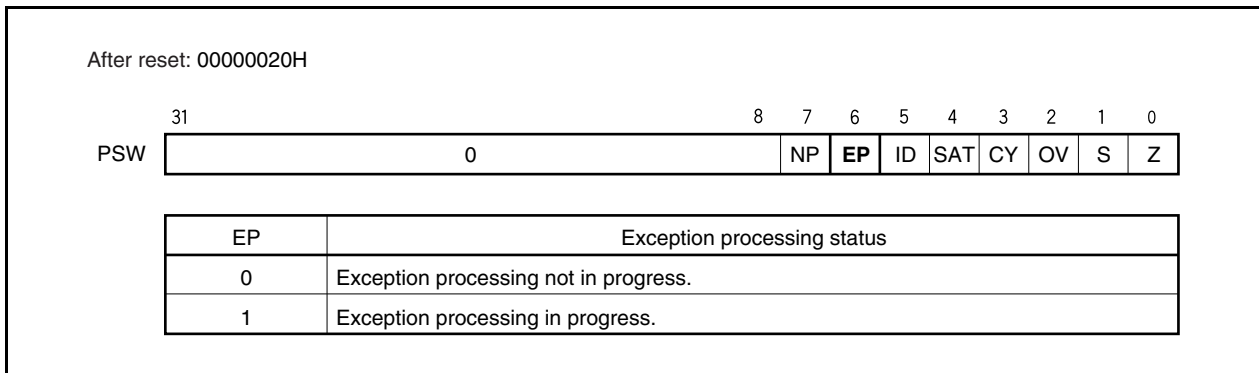 After reset: 00000020H
31 8 7 6 5 4 3 2 1 0
PSW 0 NP EP ID SAT CY OV S Z
EP Exception processing status
0 Exception processing not in progress.
1 Exception processing in progress.